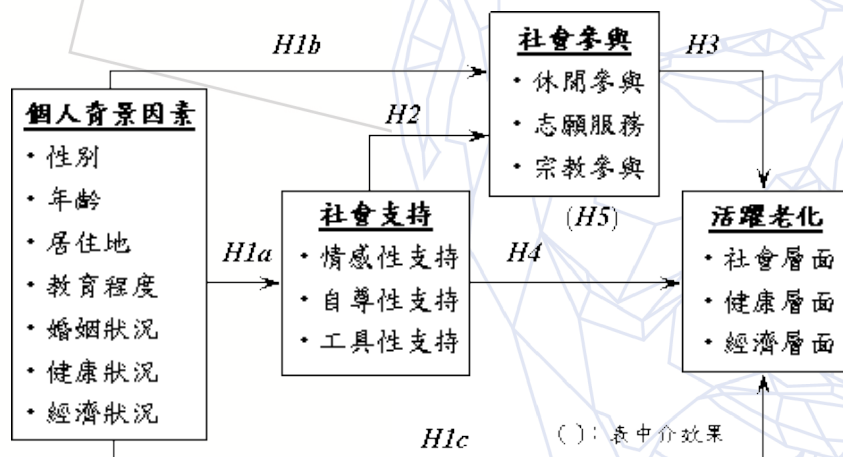 H1b
社會參與
・休閒參與
・志願服務
・宗教參與
(H5)
H3
個人背景因素
・性別
・年齡
・居住地
・教育程度
・婚姻狀況
・健康狀況
・經濟狀況
H2
H1a
社會支持
・情感性支持
・自尊性支持
・工具性支持
H4
活躍老化
・社會層面
・健康層面
・經濟層面
H1c
( )：表中介效果